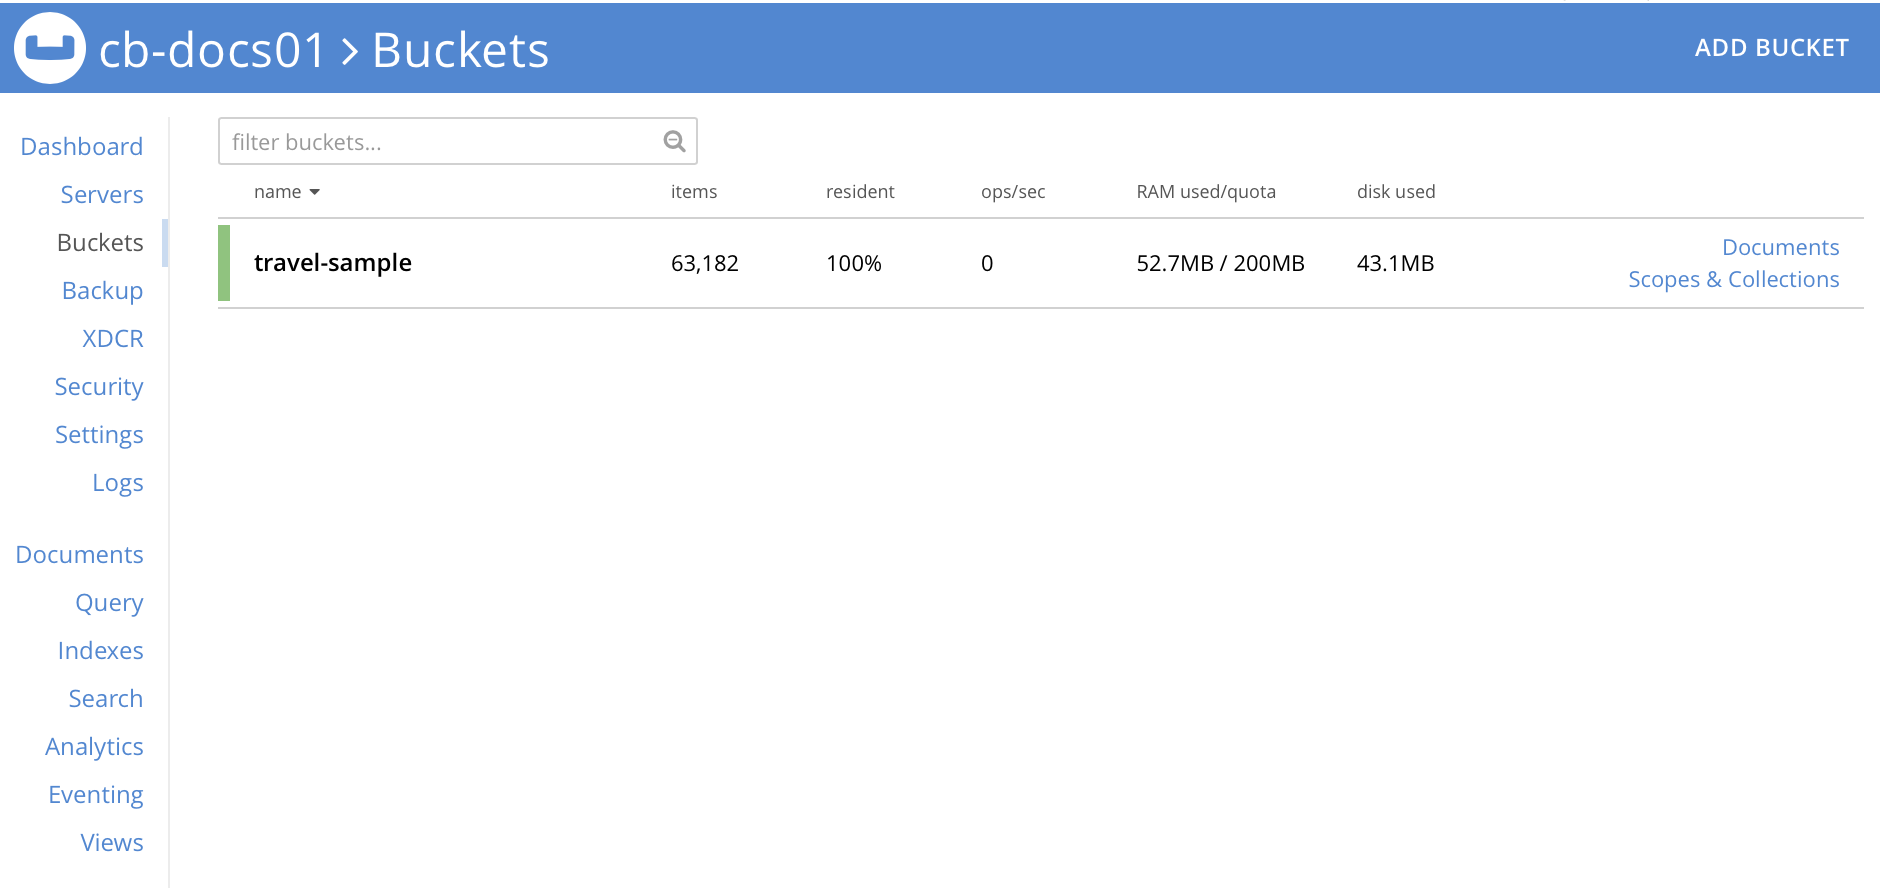 cb-docs01 > Buckets
ADD BUCKET
Dashboard
Servers
Buckets
Backup
XDCR
Security
Settings
Logs
Documents
Query
Indexes
Search
Analytics
Eventing
Views
filter buckets...
name items resident ops/sec RAM used/quota disk used
travel-sample 63,182 100% 0 52.7MB / 200MB 43.1MB
Documents
Scopes & Collections